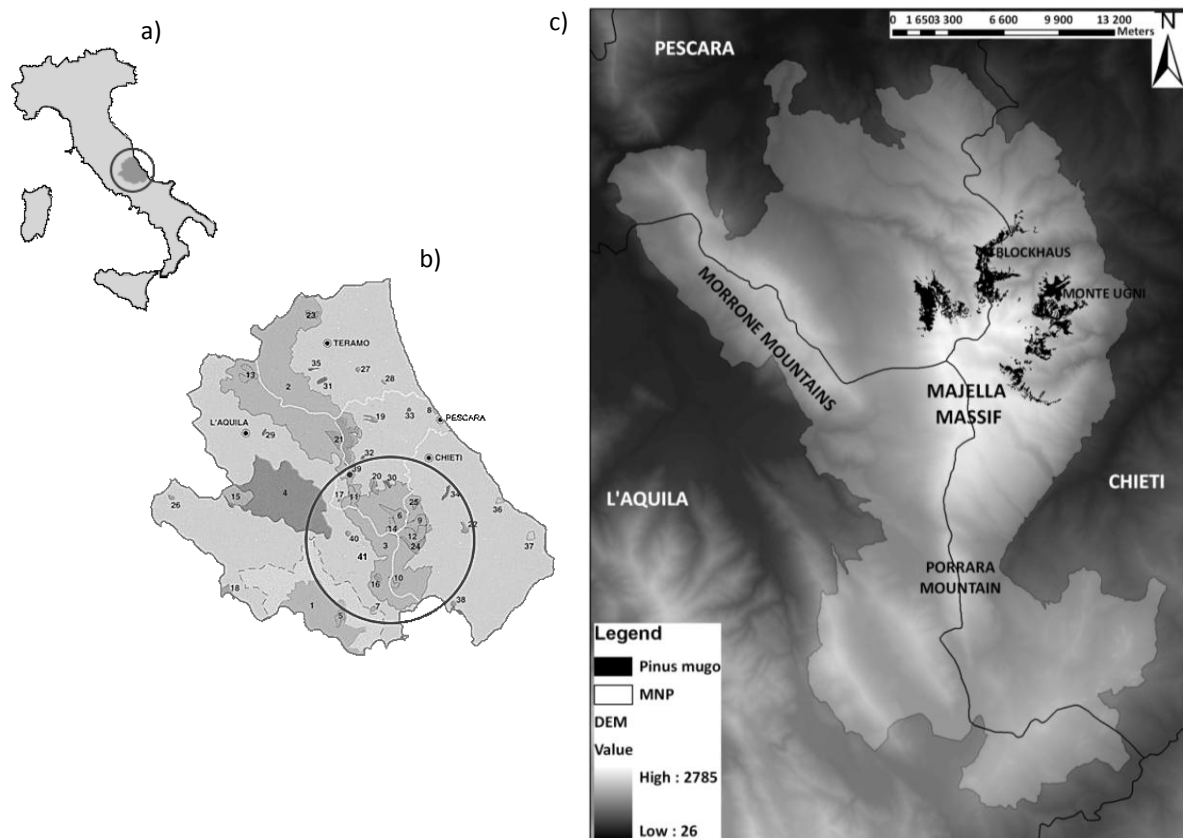 a)
b)
23
TERAMO
35
27
13
2
31
28
19
33
8
PESCARA
L'AQUILA
29
21
32
CHIETI
39
20
30
15
4
17
11
34
26
25
36
6
9
22
14
12
40
3
24
37
41
16
10
18
1
38
7
5
c)
0 1 6503 300 6 600 9 900 13 200
Meters
N
PESCARA
BLOCKHAUS
MONTE UGNI
MORRONE MOUNTAINS
MAJELLA
MASSIF
L'AQUILA
CHIETI
PORRARA
MOUNTAIN
Legend
Pinus mugo
MNP
DEM
Value
High : 2785
Low : 26